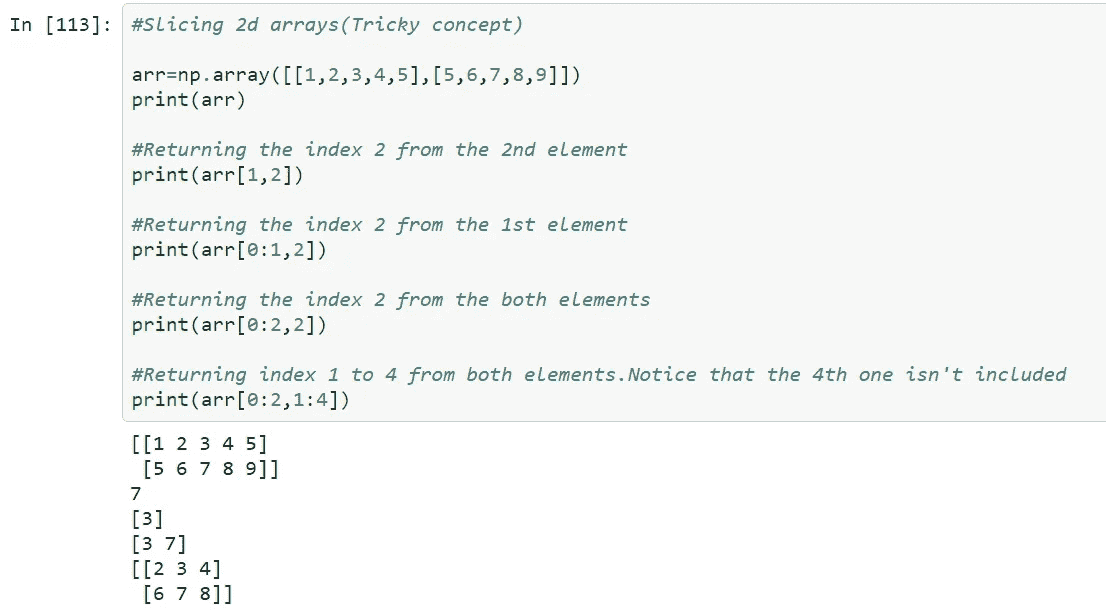 In [113]: #Slicing 2d arrays(Tricky concept)
arr=np.array([[1,2,3,4,5],[5,6,7,8,9]])
print(arr)
#Returning the index 2 from the 2nd element
print(arr[1,2])
#Returning the index 2 from the 1st element
print(arr[0:1,2])
#Returning the index 2 from the both elements
print(arr[0:2,2])
#Returning index 1 to 4 from both elements.Notice that the 4th one isn't included
print(arr[0:2,1:4])
[[1 2 3 4 5]
[5 6 7 8 9]]
7
[3]
[3 7]
[[2 3 4]
[6 7 8]]